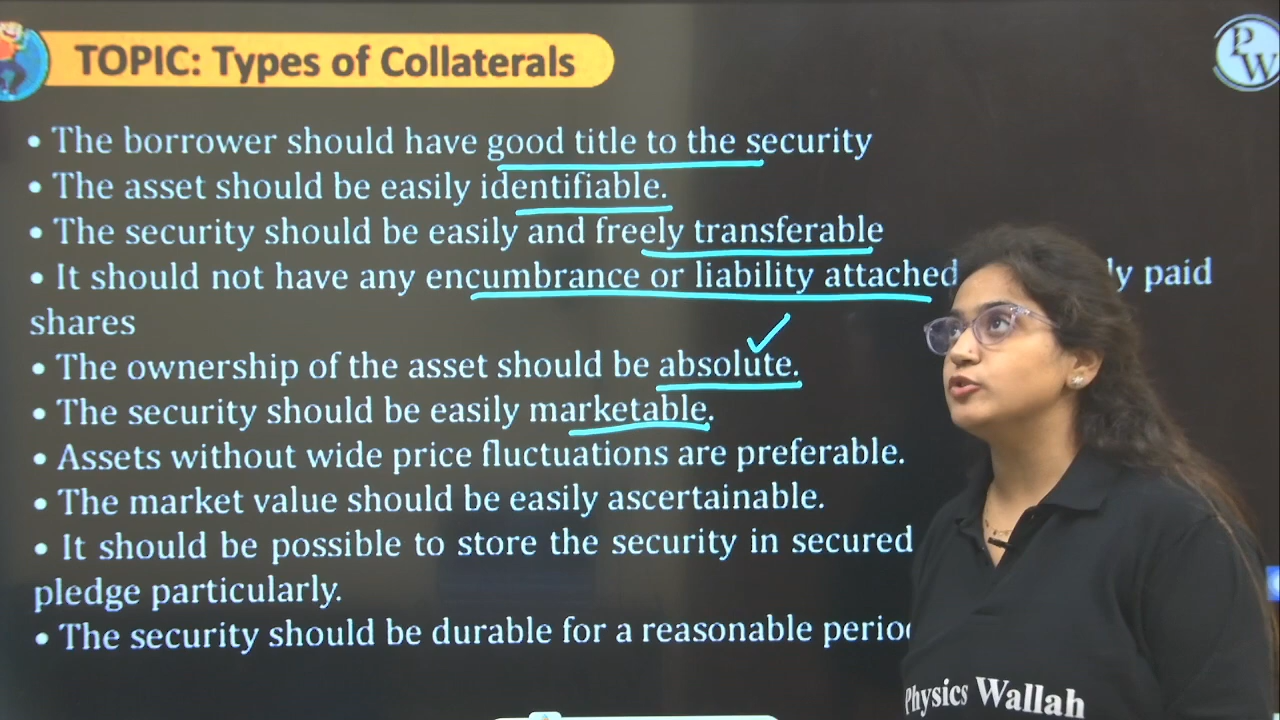 TOPIC: Types of Collaterals
PW
• The borrower should have good title to the security
• The asset should be easily identifiable.
• The security should be easily and freely transferable
• It should not have any encumbrance or liability attached paid
shares
• The ownership of the asset should be absolute.
• The security should be easily marketable.
• Assets without wide price fluctuations are preferable.
• The market value should be easily ascertainable.
• It should be possible to store the security in secured
pledge particularly.
• The security should be durable for a reasonable
Physics Wallah